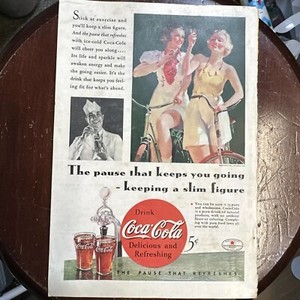 Stick to exercise and
you'll keep a slim figure.
And the pause that refreshes
with ice-cold Coca-Cola
will cheer you along....
Its life and sparkle will
awaken energy and make
the going easier. It's the
drink that keeps you feel-
ing fit for what's ahead.
The pause that keeps you going
- keeping a slim figure
Drink
Coca-Cola
Delicious and
Refreshing
5¢
THE PAUSE THAT REFRESHES